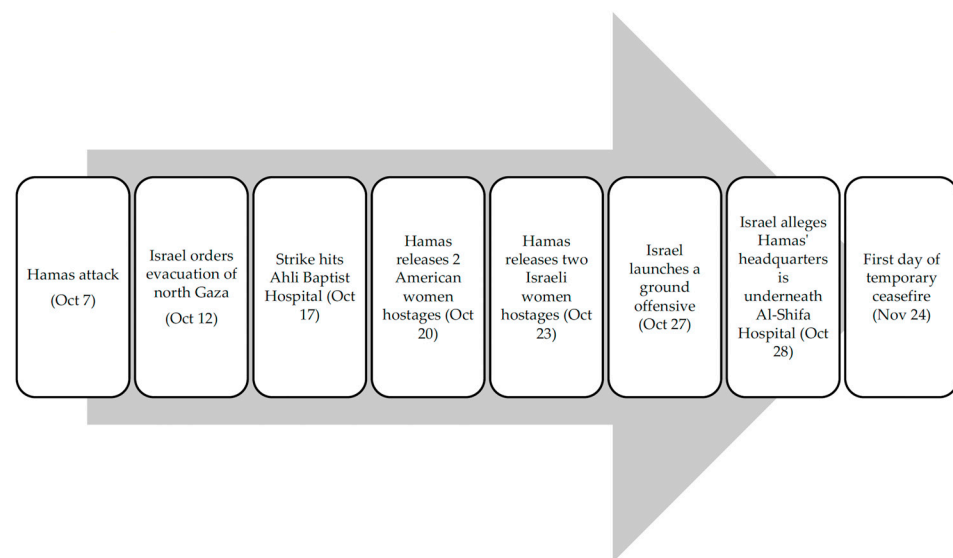 Hamas attack
(Oct 7)
Israel orders
evacuation of
north Gaza
(Oct 12)
Strike hits
Ahli Baptist
Hospital (Oct
17)
Hamas
releases 2
American
women
hostages (Oct
20)
Hamas
releases two
Israeli
women
hostages (Oct
23)
Israel
launches a
ground
offensive
(Oct 27)
Israel alleges
Hamas'
headquarters
is
underneath
Al-Shifa
Hospital (Oct
28)
First day of
temporary
ceasefire
(Nov 24)